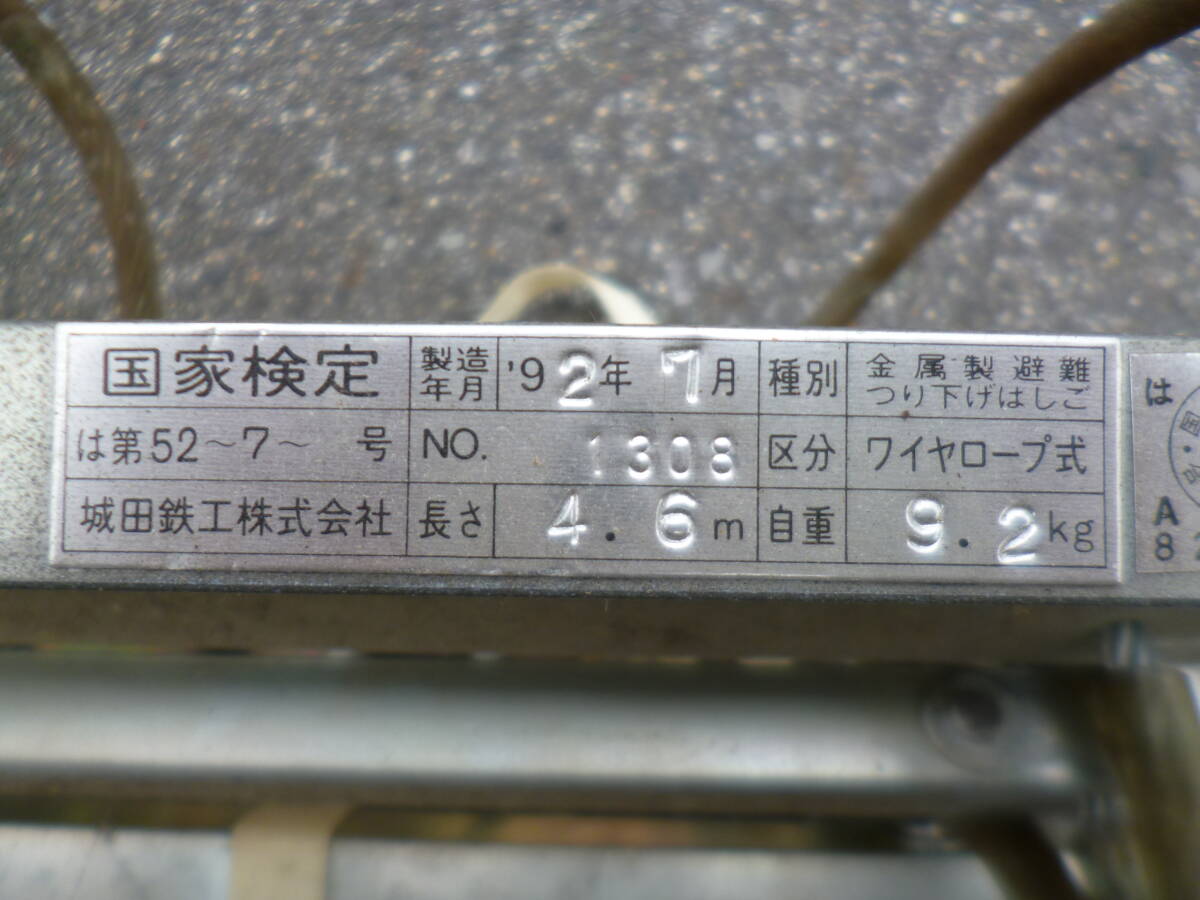 国家検定 製造年月 '92年 7月 種別 金属製避難つり下げはしご
は第52～7～ 号 NO. 1308 区分 ワイヤロープ式
城田鉄工株式会社 長さ 4.6m 自重 9.2kg
は
A
8